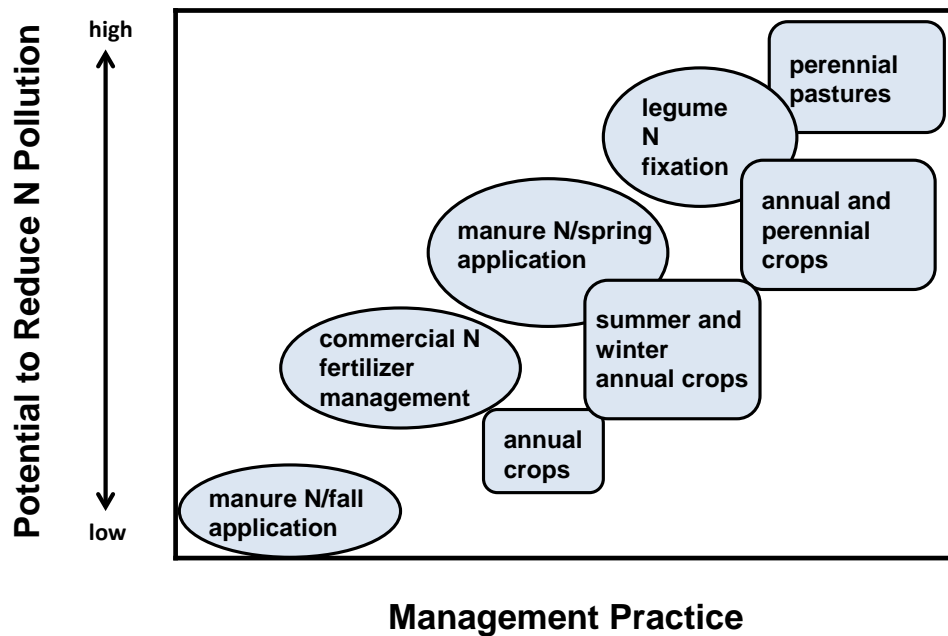 Potential to Reduce N Pollution
high
low
perennial
pastures
legume
N
fixation
annual and
perennial
crops
manure N/spring
application
summer and
winter
annual crops
commercial N
fertilizer
management
annual
crops
manure N/fall
application
Management Practice